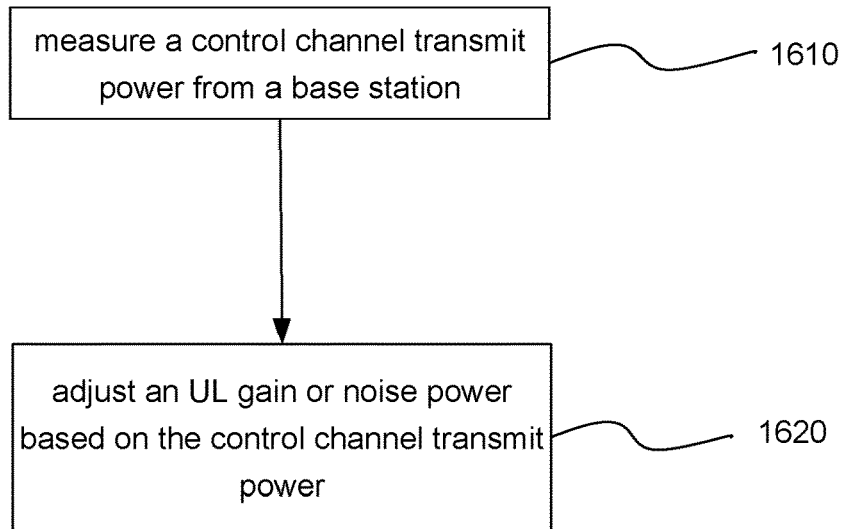 measure a control channel transmit
power from a base station
1610
adjust an UL gain or noise power
based on the control channel transmit
power
1620